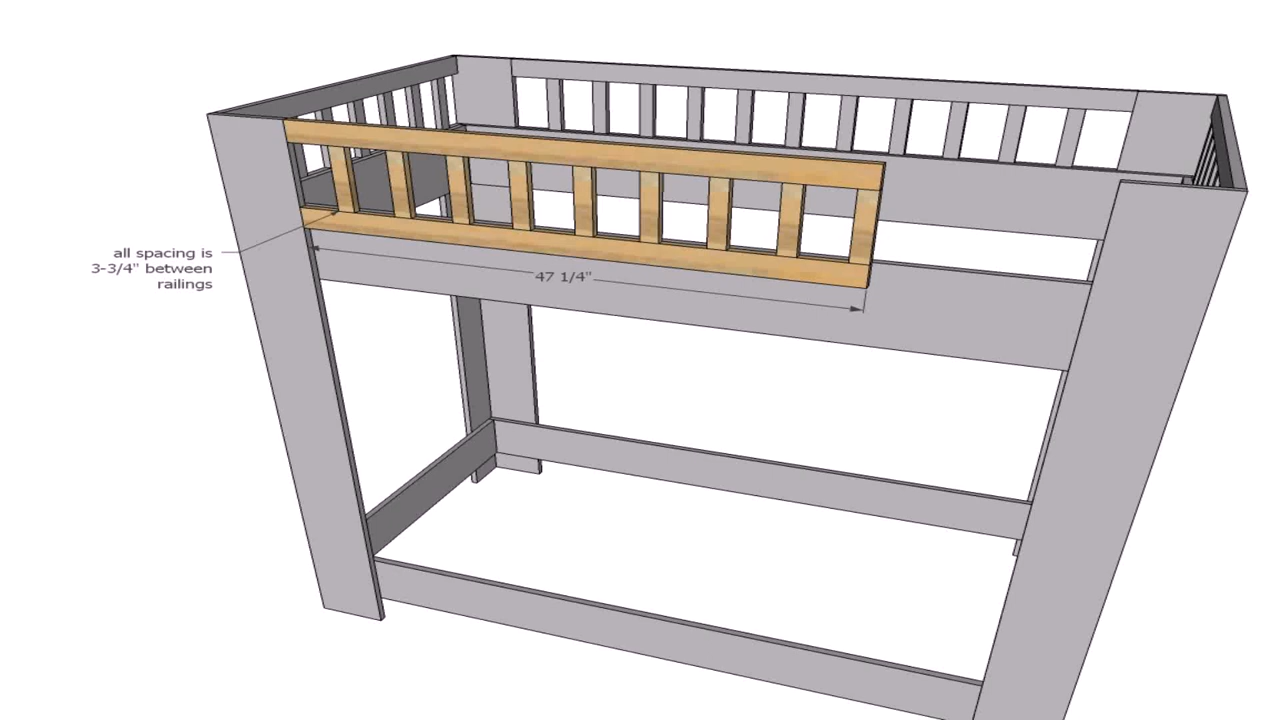 all spacing is
3-3/4" between
railings
47 1/4"